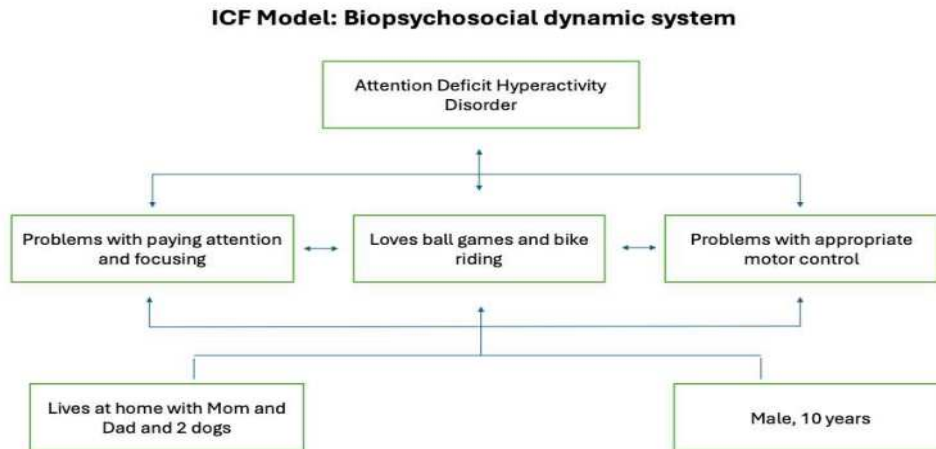 ICF Model: Biopsychosocial dynamic system
Attention Deficit Hyperactivity
Disorder
Problems with paying attention
and focusing
Loves ball games and bike
riding
Problems with appropriate
motor control
Lives at home with Mom and
Dad and 2 dogs
Male, 10 years